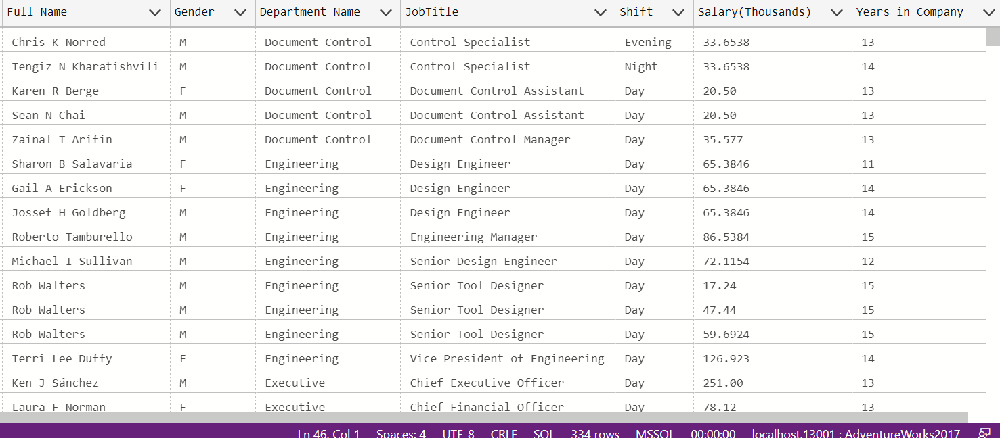 Full Name Gender Department Name JobTitle Shift Salary(Thousands) Years in Company
Chris K Norred M Document Control Control Specialist Evening 33.6538 13
Tengiz N Kharatishvili M Document Control Control Specialist Night 33.6538 14
Karen R Berge F Document Control Document Control Assistant Day 20.50 13
Sean N Chai M Document Control Document Control Assistant Day 20.50 13
Zainal T Arifin M Document Control Document Control Manager Day 35.577 13
Sharon B Salavaria F Engineering Design Engineer Day 65.3846 11
Gail A Erickson F Engineering Design Engineer Day 65.3846 14
Jossef H Goldberg M Engineering Design Engineer Day 65.3846 14
Roberto Tamburello M Engineering Engineering Manager Day 86.5384 15
Michael I Sullivan M Engineering Senior Design Engineer Day 72.1154 12
Rob Walters M Engineering Senior Tool Designer Day 17.24 15
Rob Walters M Engineering Senior Tool Designer Day 47.44 15
Rob Walters M Engineering Senior Tool Designer Day 59.6924 15
Terri Lee Duffy F Engineering Vice President of Engineering Day 126.923 14
Ken J Sánchez M Executive Chief Executive Officer Day 251.00 13
Laura F Norman F Executive Chief Financial Officer Day 78.12 13
Ln 46, Col 1 Spaces: 4 UTF-8 CRLF SQL 334 rows MSSQL 00:00:00 localhost,13001 : AdventureWorks2017